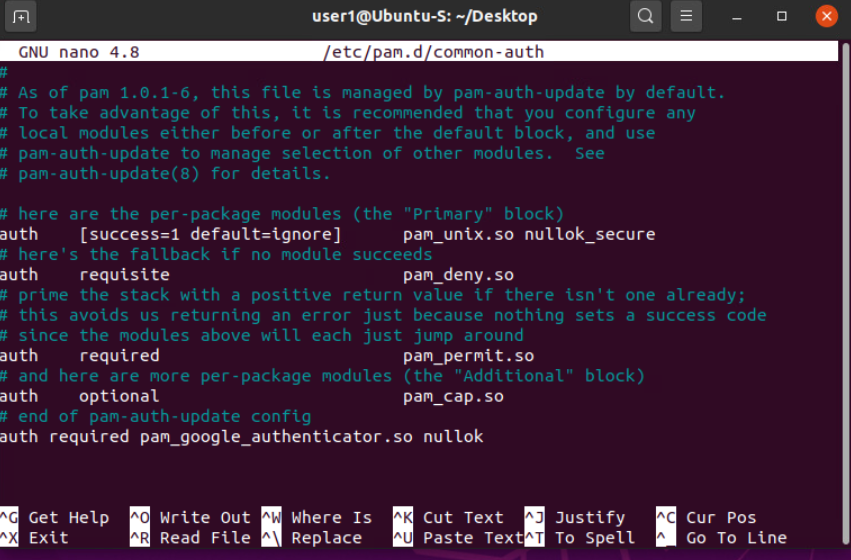 user1@Ubuntu-S: ~/Desktop
GNU nano 4.8 /etc/pam.d/common-auth
#
# As of pam 1.0.1-6, this file is managed by pam-auth-update by default.
# To take advantage of this, it is recommended that you configure any
# local modules either before or after the default block, and use
# pam-auth-update to manage selection of other modules.  See
# pam-auth-update(8) for details.

# here are the per-package modules (the "Primary" block)
auth    [success=1 default=ignore]      pam_unix.so nullok_secure
# here's the fallback if no module succeeds
auth    requisite                       pam_deny.so
# prime the stack with a positive return value if there isn't one already;
# this avoids us returning an error just because nothing sets a success code
# since the modules above will each just jump around
auth    required                        pam_permit.so
# and here are more per-package modules (the "Additional" block)
auth    optional                        pam_cap.so
# end of pam-auth-update config
auth required pam_google_authenticator.so nullok

^G Get Help ^O Write Out ^W Where Is ^K Cut Text ^J Justify ^C Cur Pos
^X Exit ^R Read File ^\ Replace ^U Paste Text ^T To Spell ^_ Go To Line